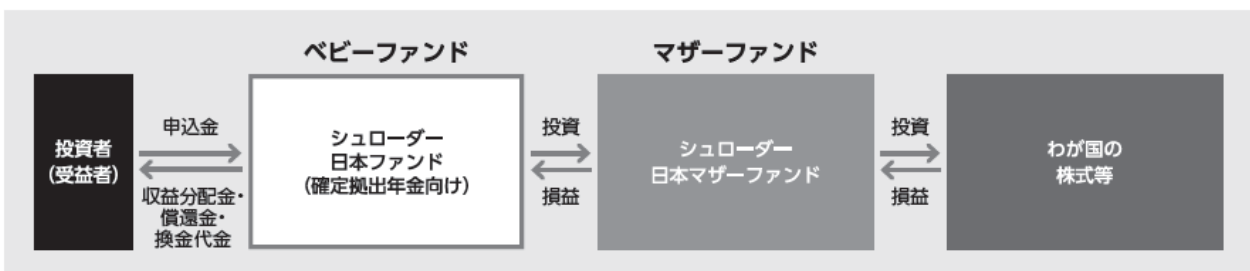 ベビーファンド
マザーファンド
投資者
(受益者)
申込金
収益分配金・
償還金・
換金代金
シュローダー
日本ファンド
(確定拠出年金向け)
投資
損益
シュローダー
日本マザーファンド
投資
損益
わが国の
株式等